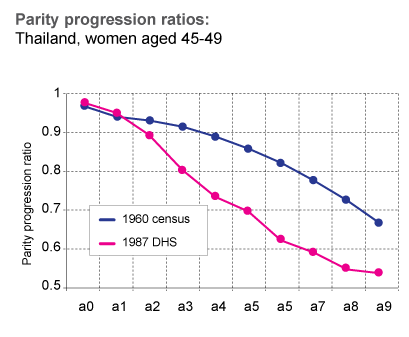 Parity progression ratios:
Thailand, women aged 45-49
1
0.9
0.8
0.7
0.6
0.5
Parity progression ratio
1960 census
1987 DHS
a0 a1 a2 a3 a4 a5 a5 a7 a8 a9